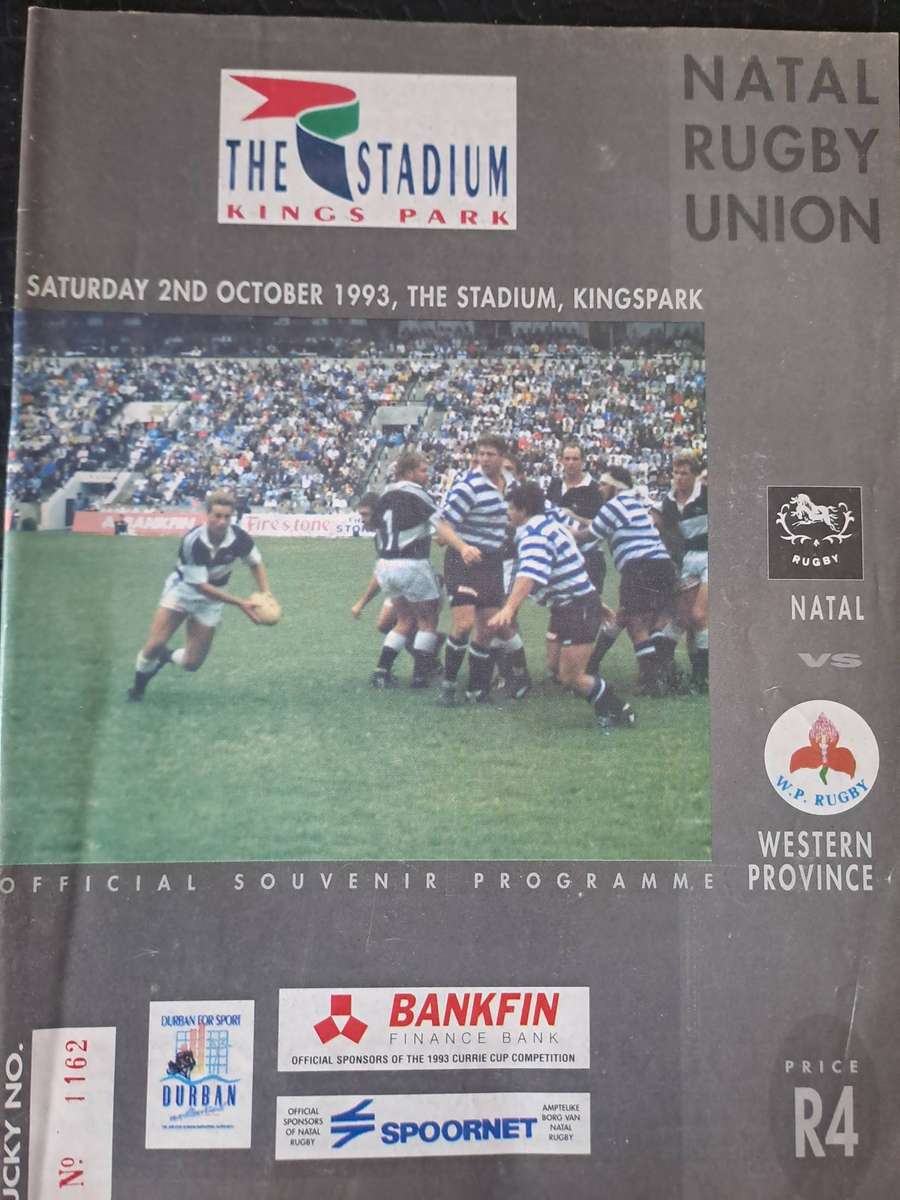 NATAL
RUGBY
UNION
THE STADIUM
KINGS PARK
SATURDAY 2ND OCTOBER 1993, THE STADIUM, KINGSPARK
BANKFIN
Firestone
1
RUGBY
NATAL
VS
W.P. RUGBY
WESTERN
PROVINCE
OFFICIAL SOUVENIR PROGRAMME
UCKY NO.
Nº 1162
DURBAN FOR SPORT
DURBAN
BANKFIN
FINANCE BANK
OFFICIAL SPONSORS OF THE 1993 CURRIE CUP COMPETITION
OFFICIAL
SPONSORS
OF NATAL
RUGBY
SPOORNET
AMPTELIKE
BORG VAN
NATAL
RUGBY
PRICE
R4